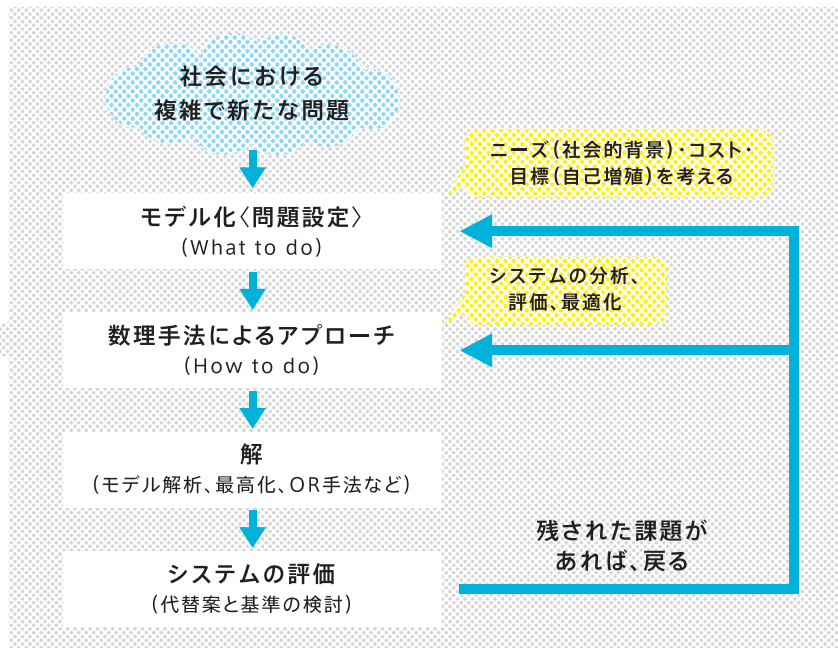 社会における
複雑で新たな問題
ニーズ(社会的背景)・コスト・
目標(自己増殖)を考える
モデル化〈問題設定〉
(What to do)
システムの分析、
評価、最適化
数理手法によるアプローチ
(How to do)
解
(モデル解析、最高化、OR手法など)
残された課題が
あれば、戻る
システムの評価
(代替案と基準の検討)